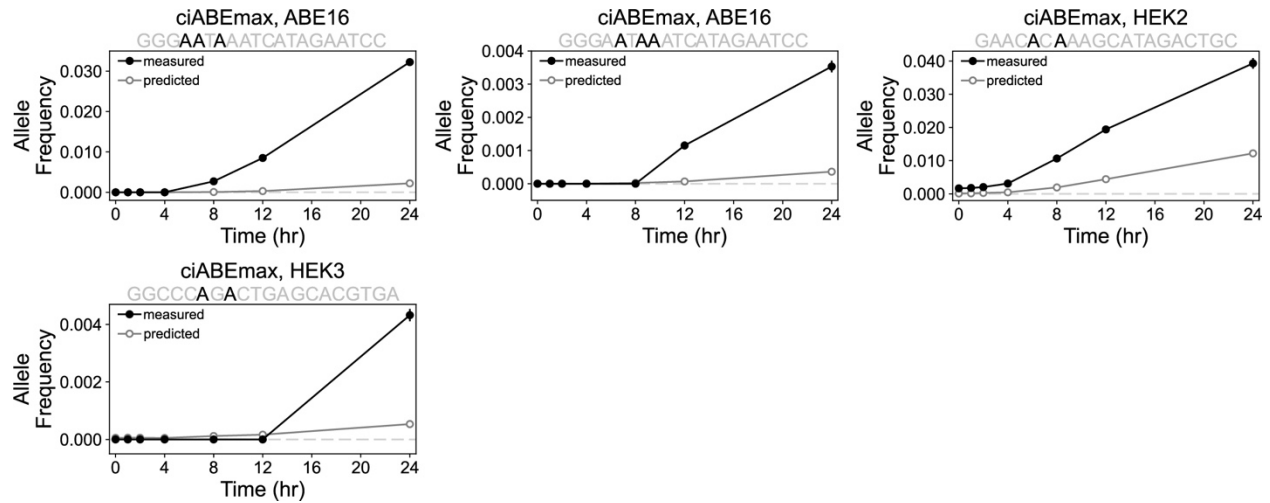 ciABEmax, ABE16
GGGAATAAATCATAGAATCC
measured
predicted
Allele
Frequency
0.030
0.020
0.010
0.000
0 4 8 12 16 20 24
Time (hr)
ciABEmax, ABE16
GGGAATAAATCATAGAATCC
measured
predicted
Allele
Frequency
0.004
0.003
0.002
0.001
0.000
0 4 8 12 16 20 24
Time (hr)
ciABEmax, HEK2
GAACACAAAGCATAGACTGC
measured
predicted
Allele
Frequency
0.040
0.030
0.020
0.010
0.000
0 4 8 12 16 20 24
Time (hr)
ciABEmax, HEK3
GGCCCAGACTGAGCACGTGA
measured
predicted
Allele
Frequency
0.004
0.002
0.000
0 4 8 12 16 20 24
Time (hr)